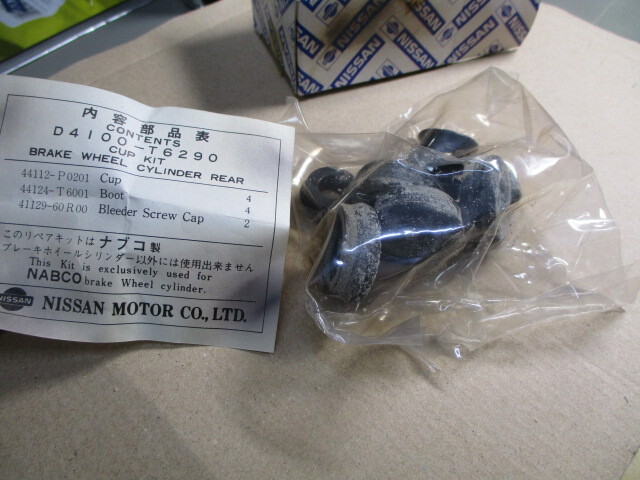 内容部品表
CONTENTS
D4100-T6290
CUP KIT
BRAKE WHEEL CYLINDER REAR
44112-P0201 Cup 4
44124-T6001 Boot 4
41129-60R00 Bleeder Screw Cap 2
このリペアキットはナブコ製
ブレーキホイールシリンダー以外には使用出来ません
This Kit is exclusively used for
NABCO brake Wheel cylinder.
NISSAN NISSAN MOTOR CO., LTD.
NISSAN
NISSAN
NISSAN
NISSAN
NISSAN